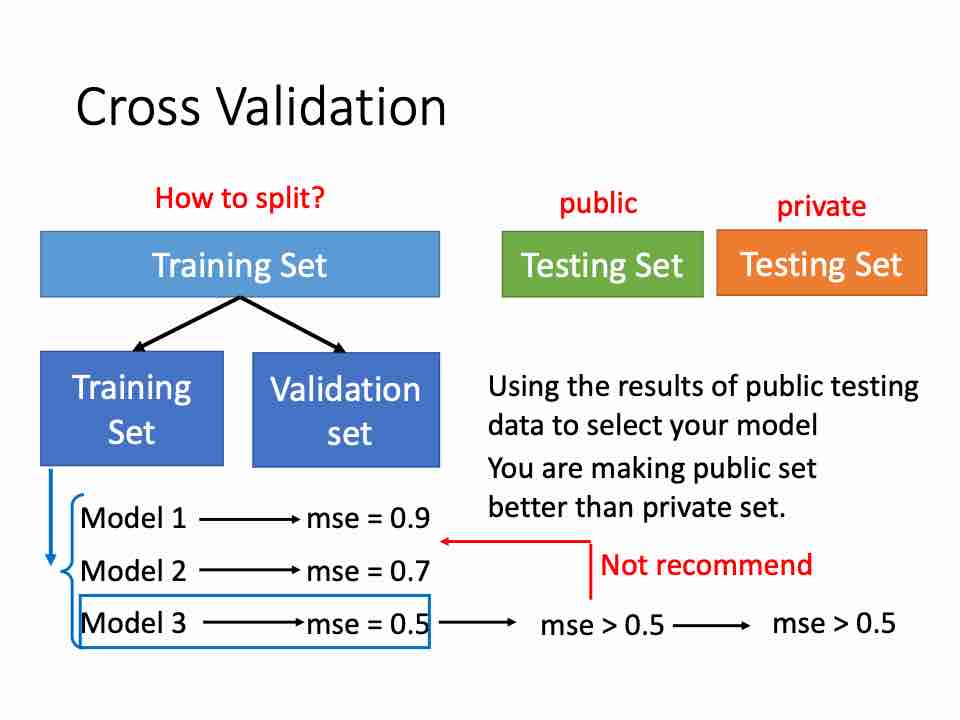 Cross Validation
How to split?
public
private
Training Set
Testing Set
Testing Set
Training
Set
Validation
set
Using the results of public testing
data to select your model
You are making public set
better than private set.
Model 1
mse = 0.9
Model 2
mse = 0.7
Not recommend
Model 3
mse = 0.5
mse > 0.5
mse > 0.5